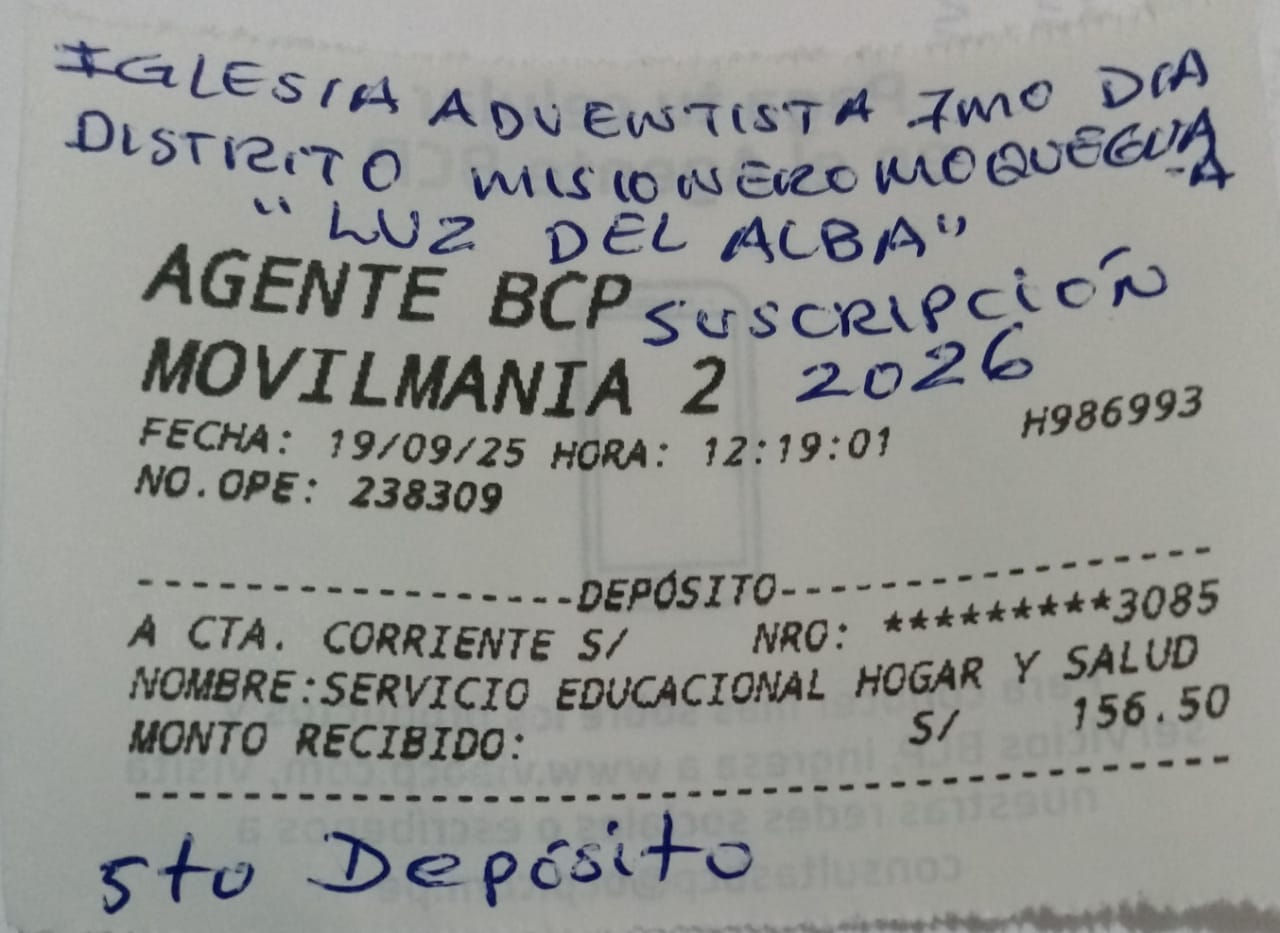 IGLESIA ADVENTISTA 7MO DIA
DISTRITO MISIONERO MOQUEGUA
-A
"LUZ DEL ALBA"
AGENTE BCP SUSCRIPCIÓN
MOVILMANIA 2 2026
FECHA: 19/09/25 HORA: 12:19:01 H986993
NO.OPE: 238309
-----------------DEPÓSITO-----------------
A CTA. CORRIENTE S/ NRO: *********3085
NOMBRE:SERVICIO EDUCACIONAL HOGAR Y SALUD
MONTO RECIBIDO: S/ 156.50
5to Depósito